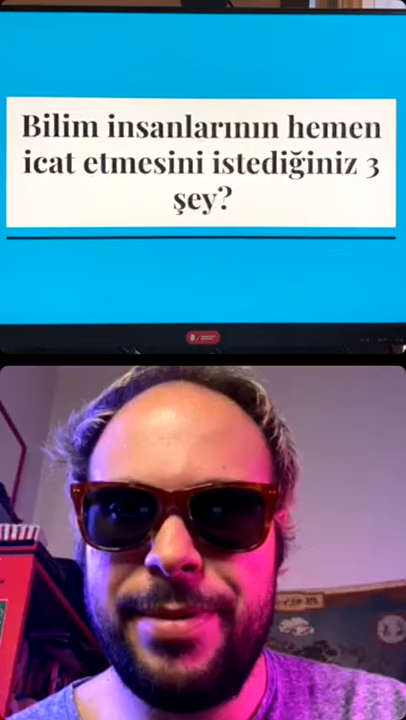 Bilim insanlarının hemen
icat etmesini istediğiniz 3
şey?